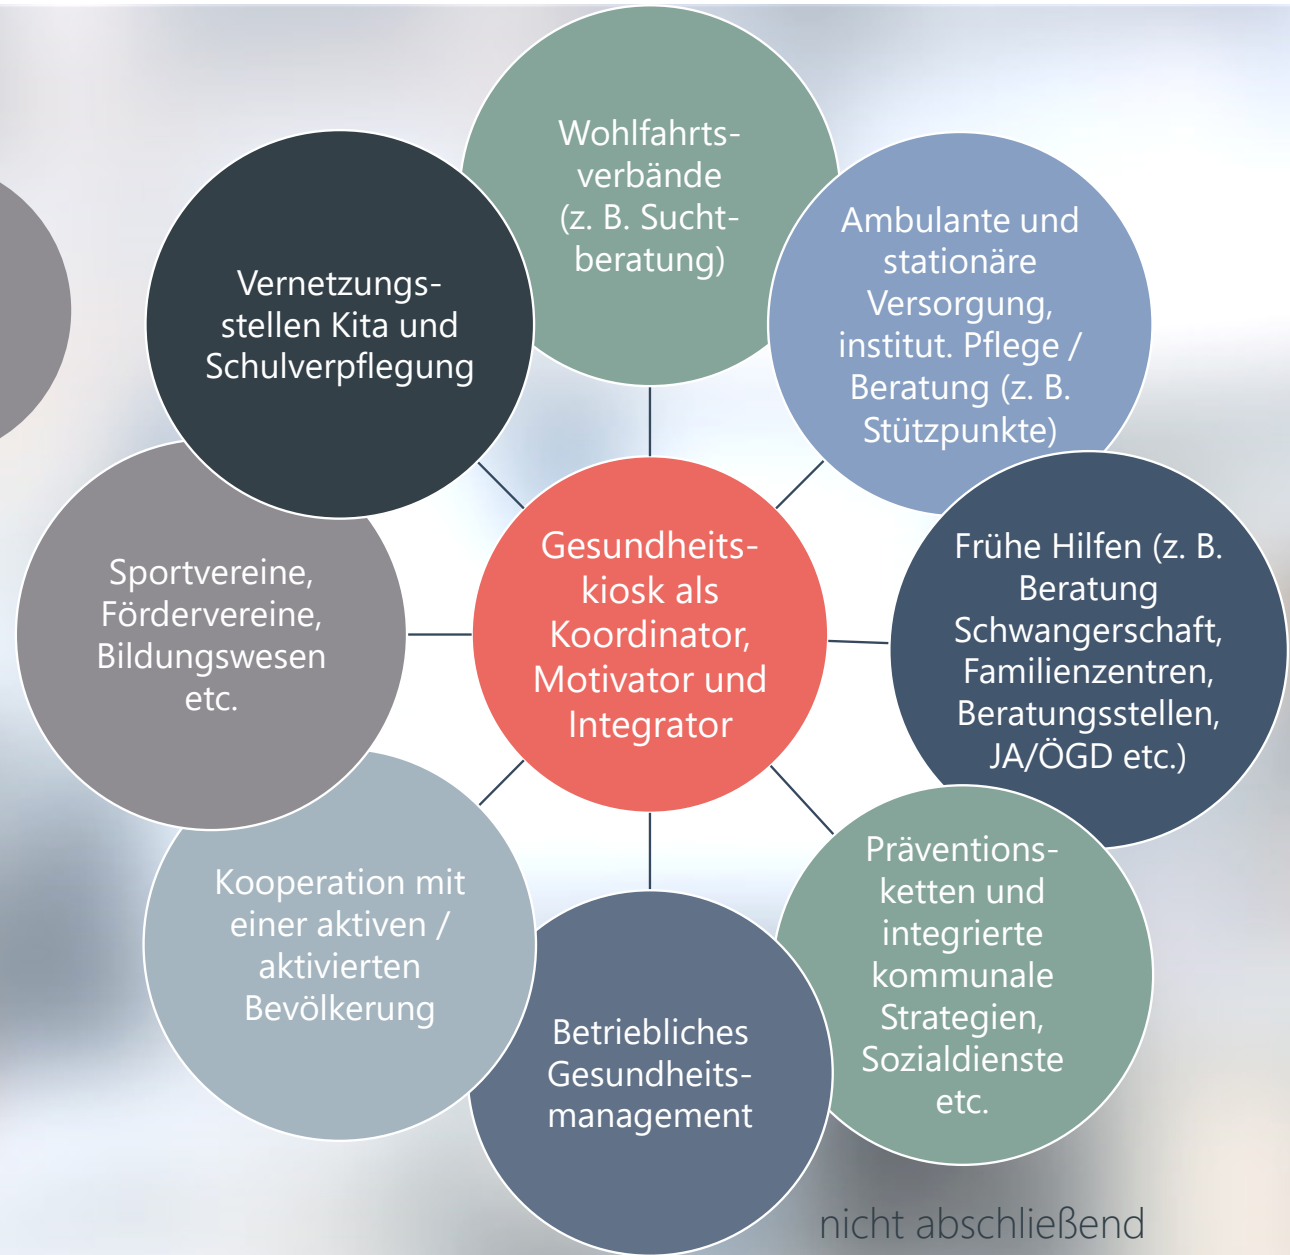 Wohlfahrts-
verbände
(z. B. Sucht-
beratung)
Ambulante und
stationäre
Versorgung,
institut. Pflege /
Beratung (z. B.
Stützpunkte)
Frühe Hilfen (z. B.
Beratung
Schwangerschaft,
Familienzentren,
Beratungsstellen,
JA/ÖGD etc.)
Präventions-
ketten und
integrierte
kommunale
Strategien,
Sozialdienste
etc.
Betriebliches
Gesundheits-
management
Kooperation mit
einer aktiven /
aktivierten
Bevölkerung
Sportvereine,
Fördervereine,
Bildungswesen
etc.
Vernetzungs-
stellen Kita und
Schulverpflegung
Gesundheits-
kiosk als
Koordinator,
Motivator und
Integrator
nicht abschließend